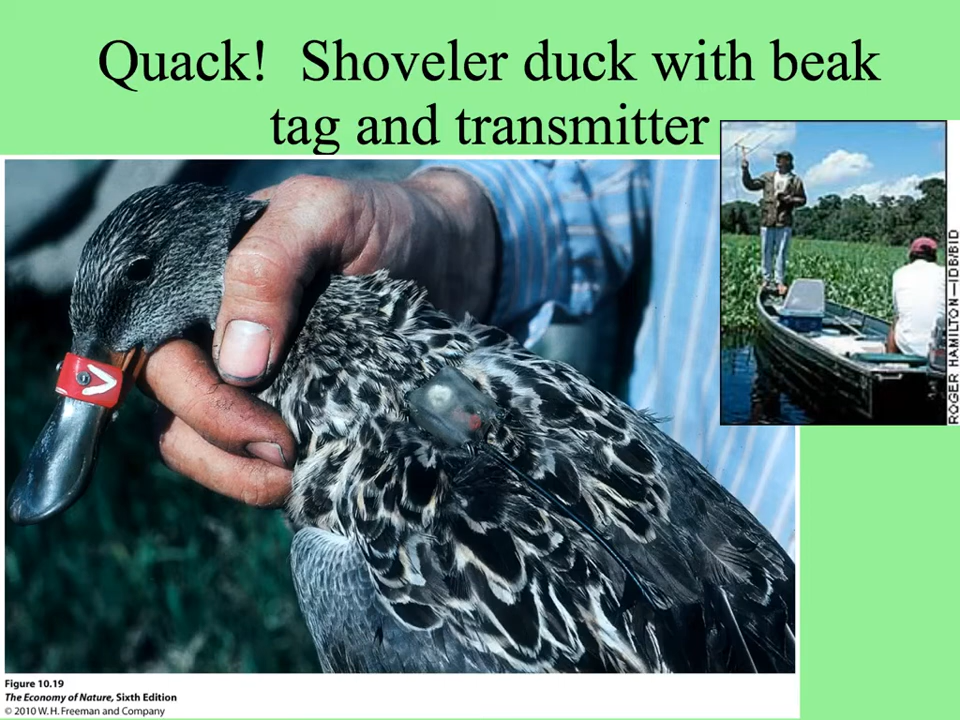 Quack!  Shoveler duck with beak
tag and transmitter
ROGER HAMILTON—IDB/BID
Figure 10.19
The Economy of Nature, Sixth Edition
© 2010 W. H. Freeman and Company